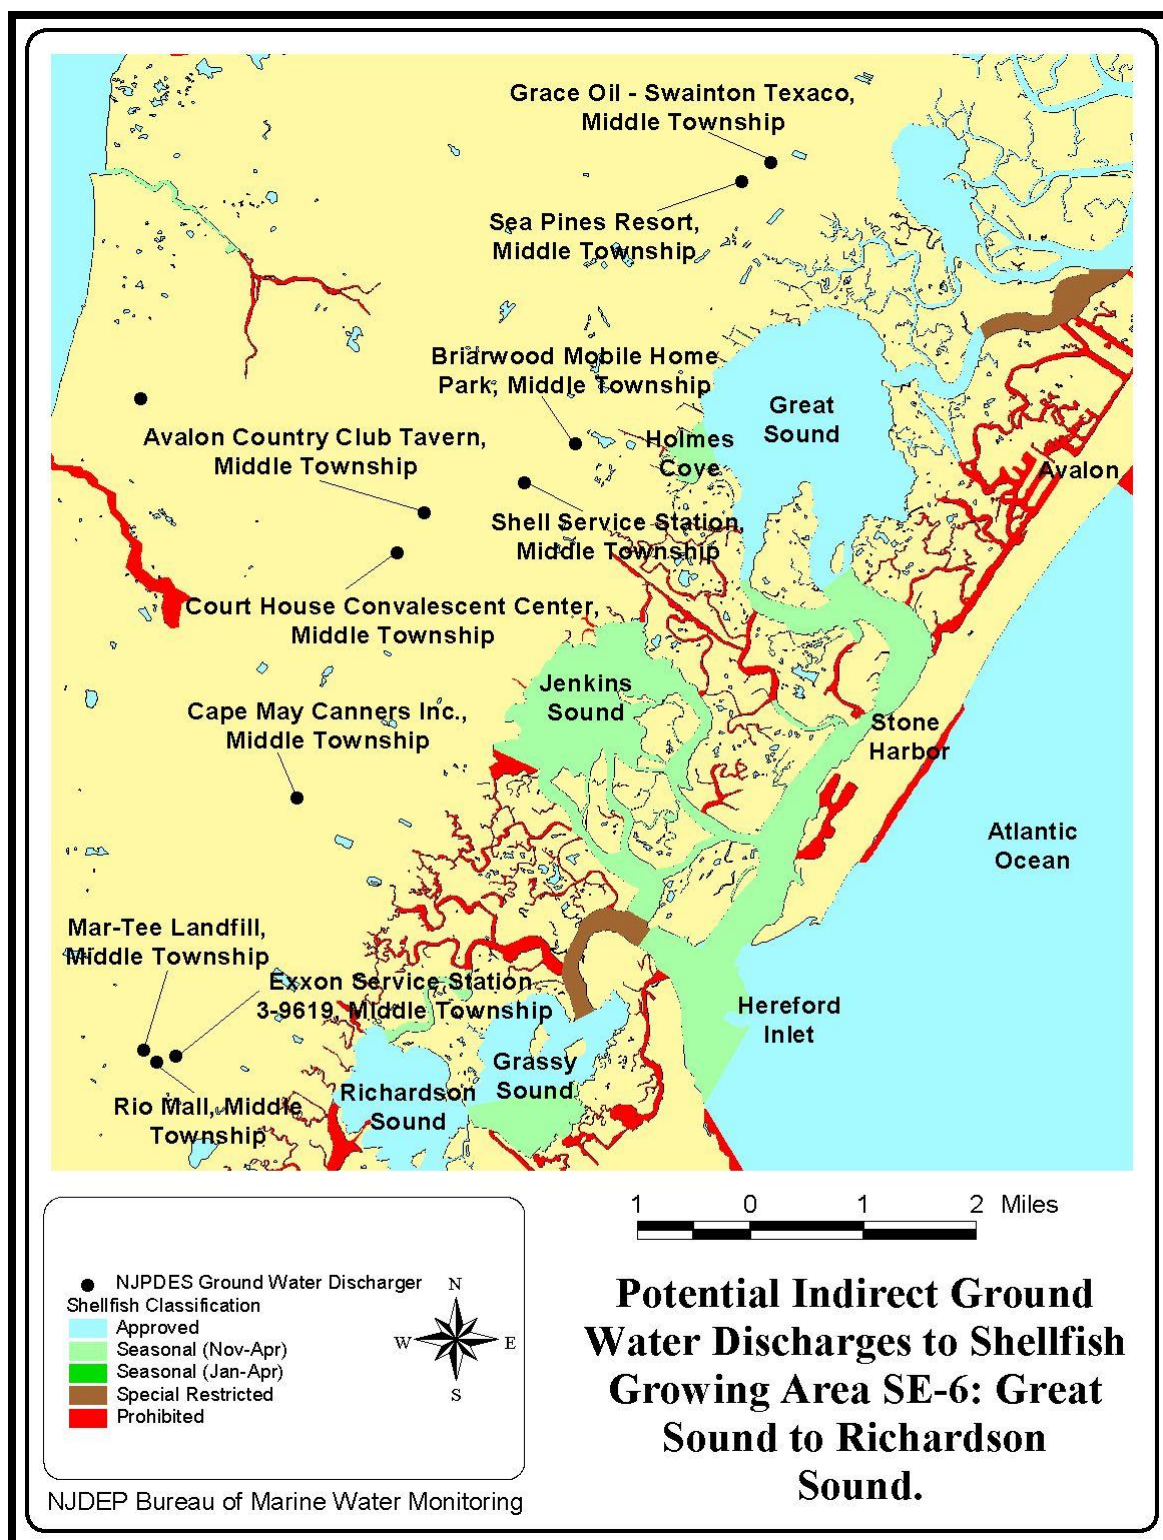 Grace Oil - Swainton Texaco,
Middle Township
Sea Pines Resort,
Middle Township
Briarwood Mobile Home
Park, Middle Township
Great
Sound
Holmes
Cove
Avalon
Avalon Country Club Tavern,
Middle Township
Shell Service Station,
Middle Township
Court House Convalescent Center,
Middle Township
Jenkins
Sound
Cape May Canners Inc.,
Middle Township
Stone
Harbor
Atlantic
Ocean
Mar-Tee Landfill,
Middle Township
Exxon Service Station
3-9619, Middle Township
Hereford
Inlet
Grassy
Sound
Richardson
Sound
Rio Mall, Middle
Township
1 0 1 2 Miles
NJPDES Ground Water Discharger
Shellfish Classification
Approved
Seasonal (Nov-Apr)
Seasonal (Jan-Apr)
Special Restricted
Prohibited
N
W E
S
Potential Indirect Ground
Water Discharges to Shellfish
Growing Area SE-6: Great
Sound to Richardson
Sound.
NJDEP Bureau of Marine Water Monitoring